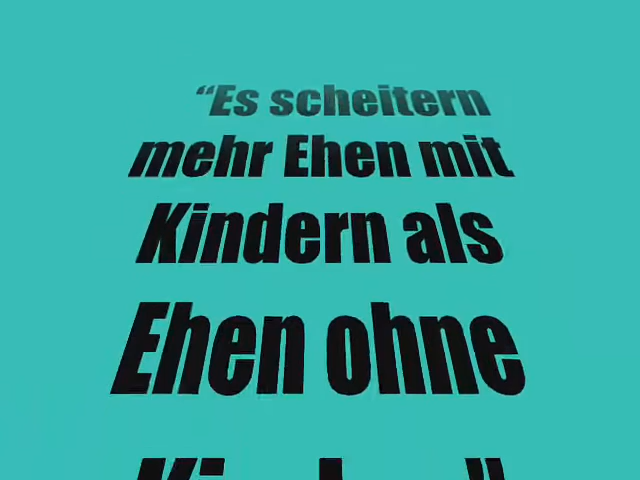 “Es scheitern
mehr Ehen mit
Kindern als
Ehen ohne